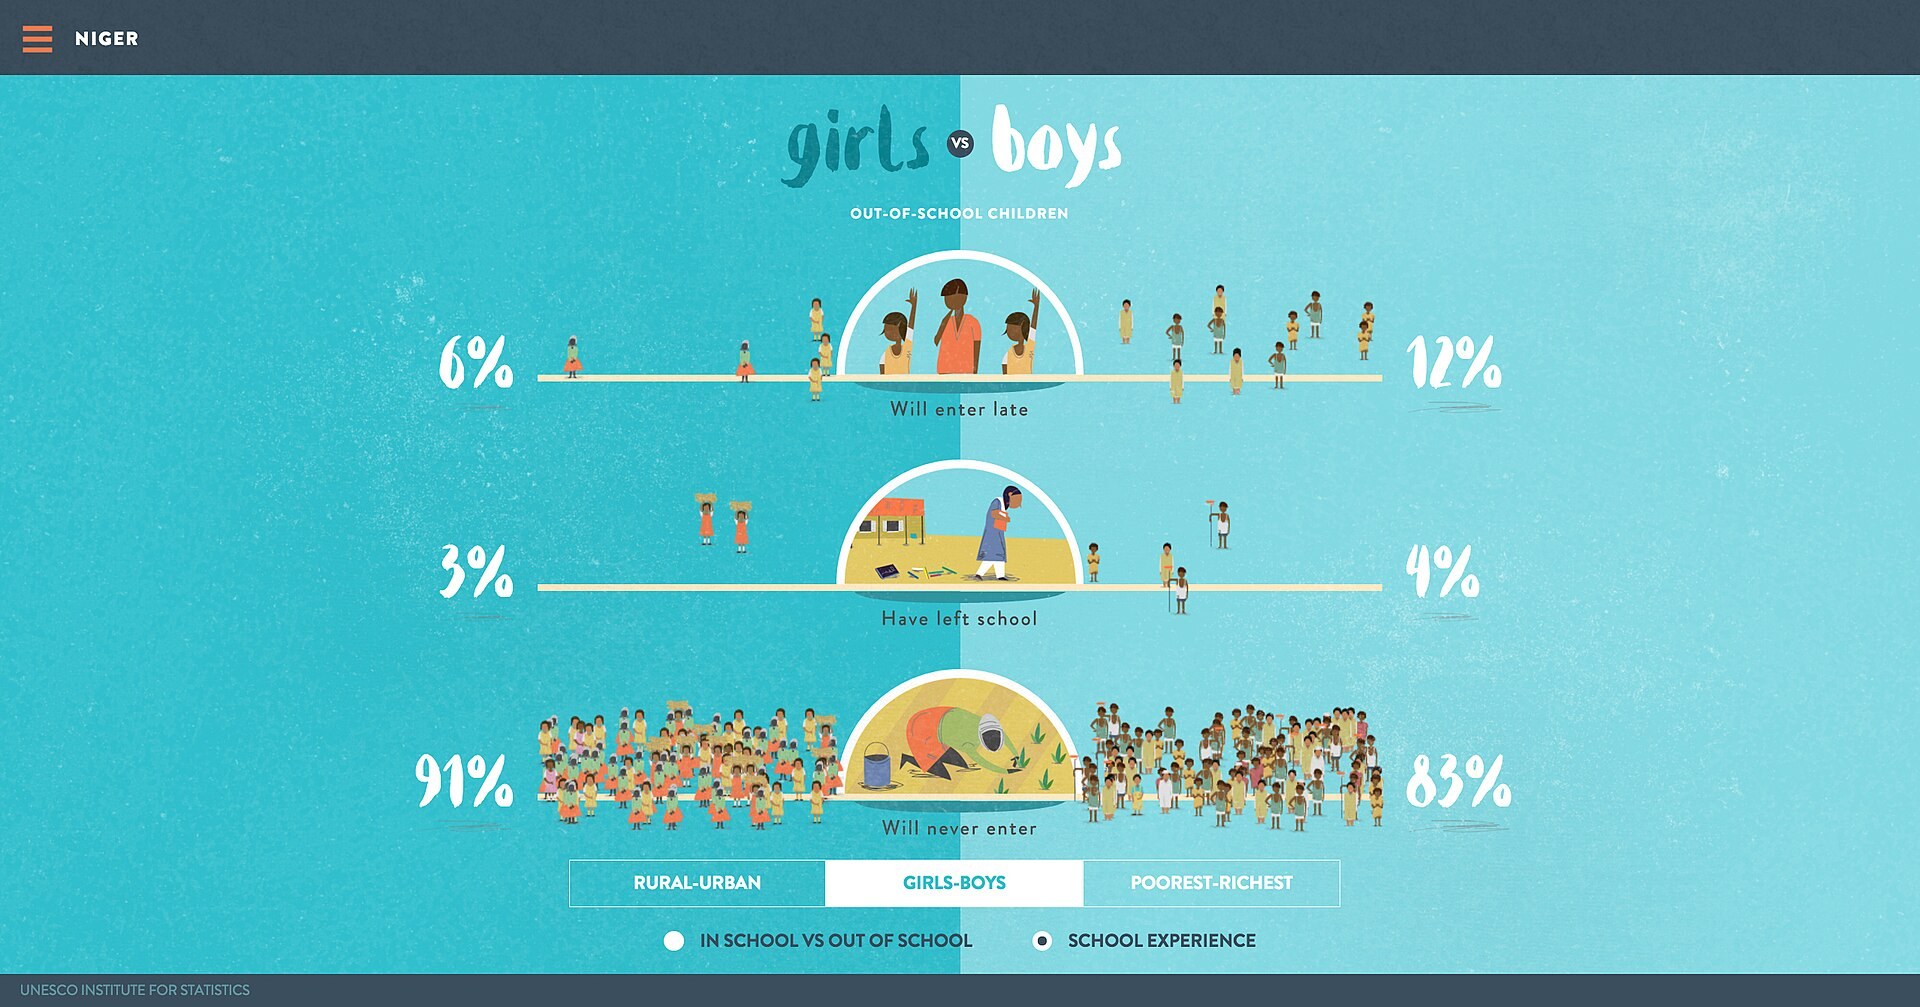 NIGER
girls vs boys
OUT-OF-SCHOOL CHILDREN
6%
12%
Will enter late
3%
4%
Have left school
91%
83%
Will never enter
RURAL-URBAN
GIRLS-BOYS
POOREST-RICHEST
IN SCHOOL VS OUT OF SCHOOL
SCHOOL EXPERIENCE
UNESCO INSTITUTE FOR STATISTICS